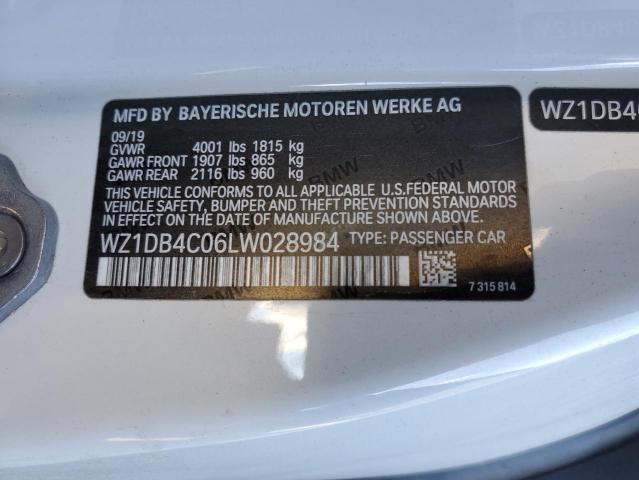 MFD BY BAYERISCHE MOTOREN WERKE AG
09/19
GVWR 4001 lbs 1815 kg
GAWR FRONT 1907 lbs 865 kg
GAWR REAR 2116 lbs 960 kg
THIS VEHICLE CONFORMS TO ALL APPLICABLE U.S.FEDERAL MOTOR
VEHICLE SAFETY, BUMPER AND THEFT PREVENTION STANDARDS
IN EFFECT ON THE DATE OF MANUFACTURE SHOWN ABOVE.
WZ1DB4C06LW028984 TYPE: PASSENGER CAR
7 315 814
WZ1DB4
BMW